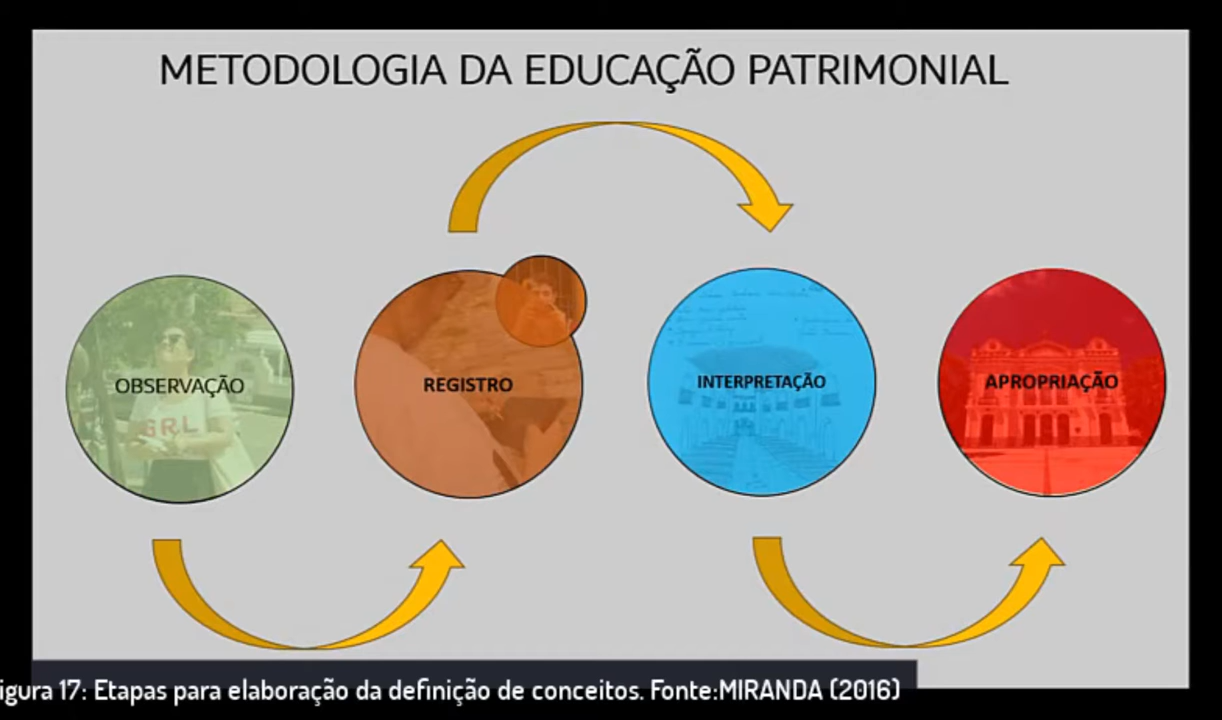 METODOLOGIA DA EDUCAÇÃO PATRIMONIAL
OBSERVAÇÃO
REGISTRO
INTERPRETAÇÃO
APROPRIAÇÃO
GRL
igura 17: Etapas para elaboração da definição de conceitos. Fonte:MIRANDA (2016)